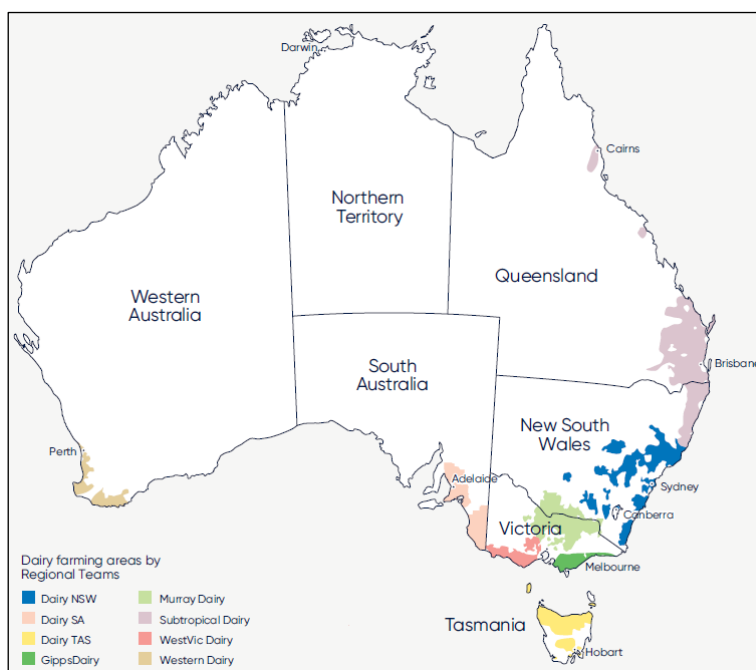 Darwin
Cairns
Northern
Territory
Queensland
Western
Australia
South
Australia
Brisbane
New South
Wales
Perth
Adelaide
Sydney
Canberra
Victoria
Melbourne
Dairy farming areas by
Regional Teams
Dairy NSW
Murray Dairy
Dairy SA
Subtropical Dairy
Dairy TAS
WestVic Dairy
GippsDairy
Western Dairy
Tasmania
Hobart